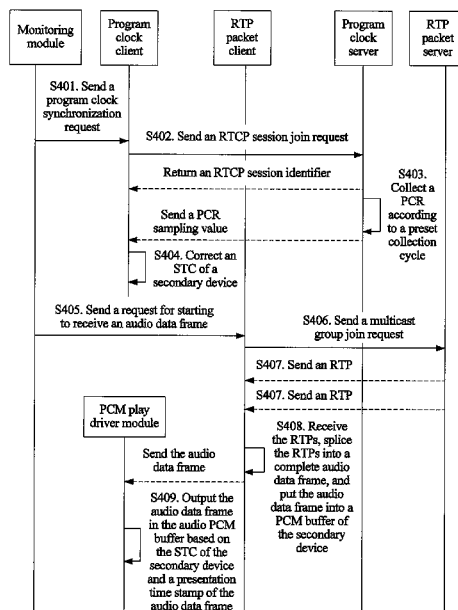 Monitoring
module
Program
clock
client
RTP
packet
client
Program
clock
server
RTP
packet
server
S401. Send a
program clock
synchronization
request
S402. Send an RTCP session join request
Return an RTCP session identifier
S403.
Collect a
PCR
according
to a preset
collection
cycle
Send a PCR
sampling value
S404. Correct an
STC of a
secondary device
S405. Send a request for starting
to receive an audio data frame
S406. Send a multicast
group join request
S407. Send an RTP
S407. Send an RTP
PCM play
driver module
S408. Receive
the RTPs, splice
the RTPs into a
complete audio
data frame, and
put the audio
data frame into a
PCM buffer of
the secondary
device
Send the audio
data frame
S409. Output the
audio data frame
in the audio PCM
buffer based on
the STC of the
secondary device
and a presentation
time stamp of the
audio data frame